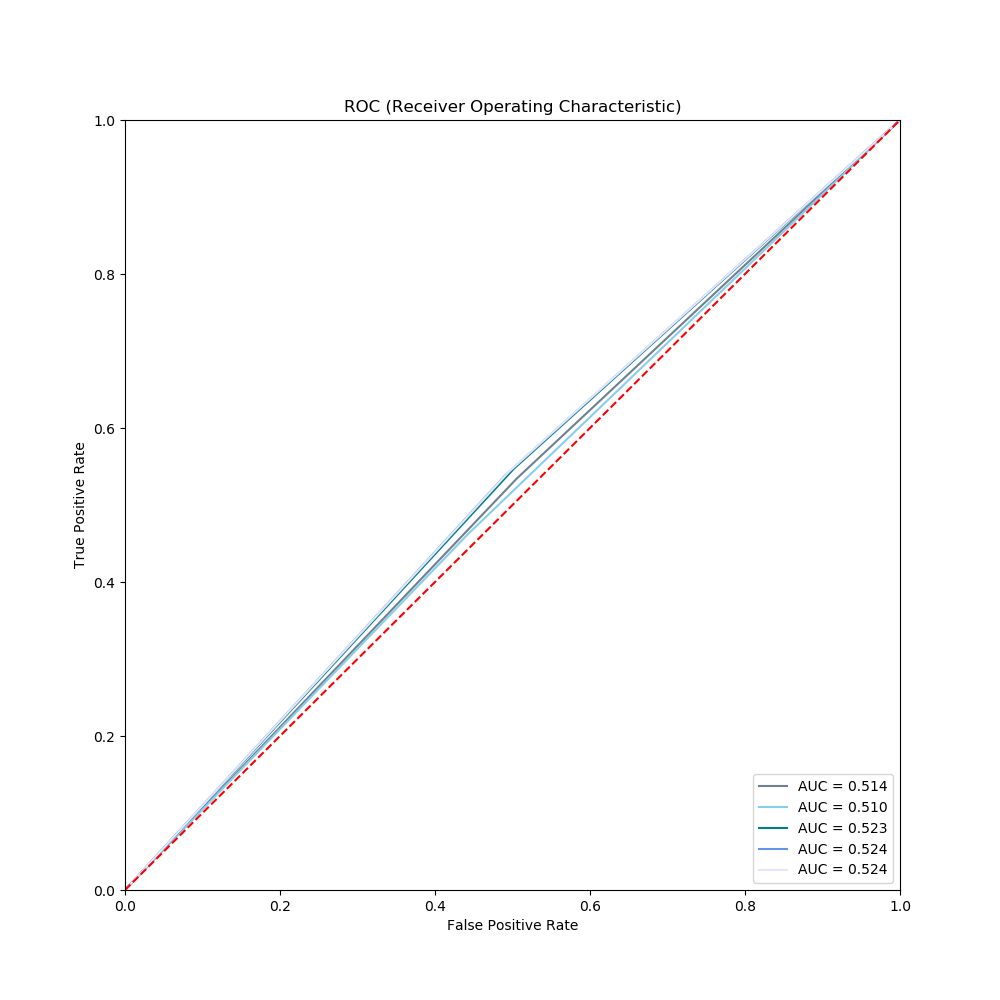 ROC (Receiver Operating Characteristic)
1.0
0.8
0.6
0.4
0.2
0.0
True Positive Rate
0.0 0.2 0.4 0.6 0.8 1.0
False Positive Rate
AUC = 0.514
AUC = 0.510
AUC = 0.523
AUC = 0.524
AUC = 0.524